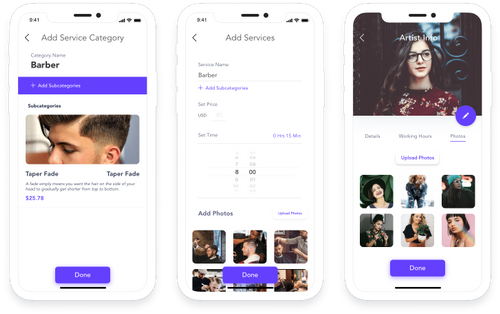 9:41
Add Service Category
Category Name
Barber
+ Add Subcategories
Subcategories
Taper Fade Taper Fade
A fade simply means you want the hair on the side of your
head to gradually get shorter from top to bottom.
$25.78
Done
9:41
Add Services
Service Name
Barber
+ Add Subcategories
Set Price
USD
Set Time 0 Hrs 15 Min
8 00
Add Photos Upload Photos
Done
9:41
Artist Info
Details Working Hours Photos
Upload Photos
Done